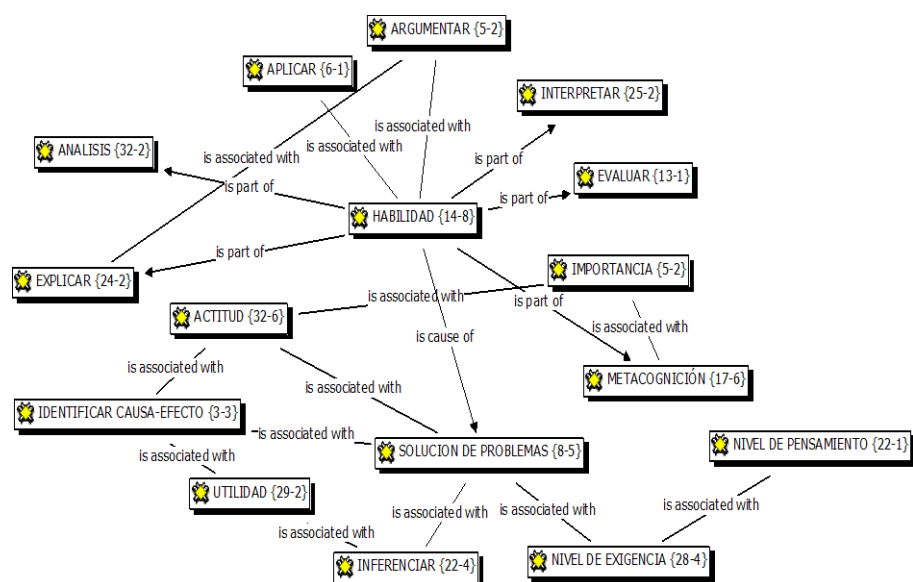 ARGUMENTAR {5-2}
APLICAR {6-1}
INTERPRETAR {25-2}
is associated with
ANALISIS {32-2}
is associated with
is associated with
is part of
EVALUAR {13-1}
is part of
is part of
HABILIDAD {14-8}
is part of
EXPLICAR {24-2}
IMPORTANCIA {5-2}
is associated with
is part of
ACTITUD {32-6}
is associated with
is cause of
is associated with
METACOGNICIÓN {17-6}
is associated with
IDENTIFICAR CAUSA-EFECTO {3-3}
is associated with
NIVEL DE PENSAMIENTO {22-1}
SOLUCION DE PROBLEMAS {8-5}
is associated with
UTILIDAD {29-2}
is associated with
is associated with
is associated with
is associated with
INFERENCIAR {22-4}
NIVEL DE EXIGENCIA {28-4}